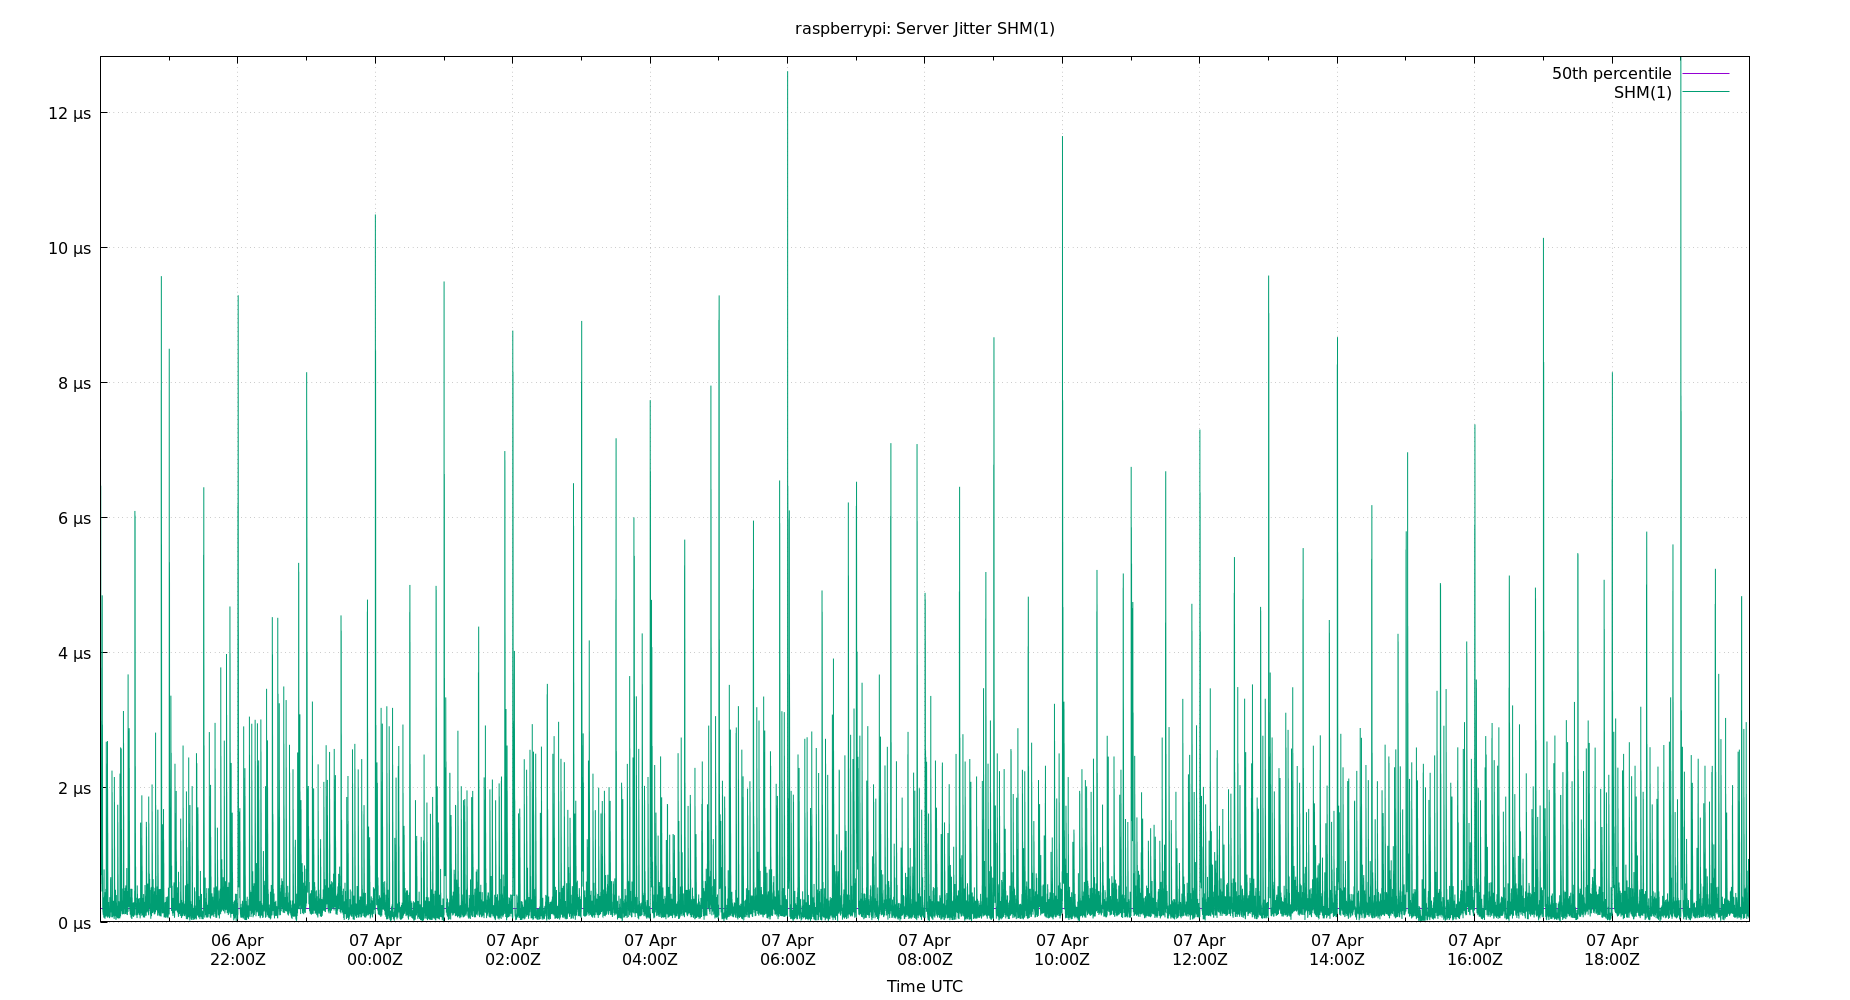 raspberrypi: Server Jitter SHM(1)
50th percentile
SHM(1)
12 µs
10 µs
8 µs
6 µs
4 µs
2 µs
0 µs
06 Apr 07 Apr 07 Apr 07 Apr 07 Apr 07 Apr 07 Apr 07 Apr 07 Apr 07 Apr 07 Apr
22:00Z 00:00Z 02:00Z 04:00Z 06:00Z 08:00Z 10:00Z 12:00Z 14:00Z 16:00Z 18:00Z
Time UTC